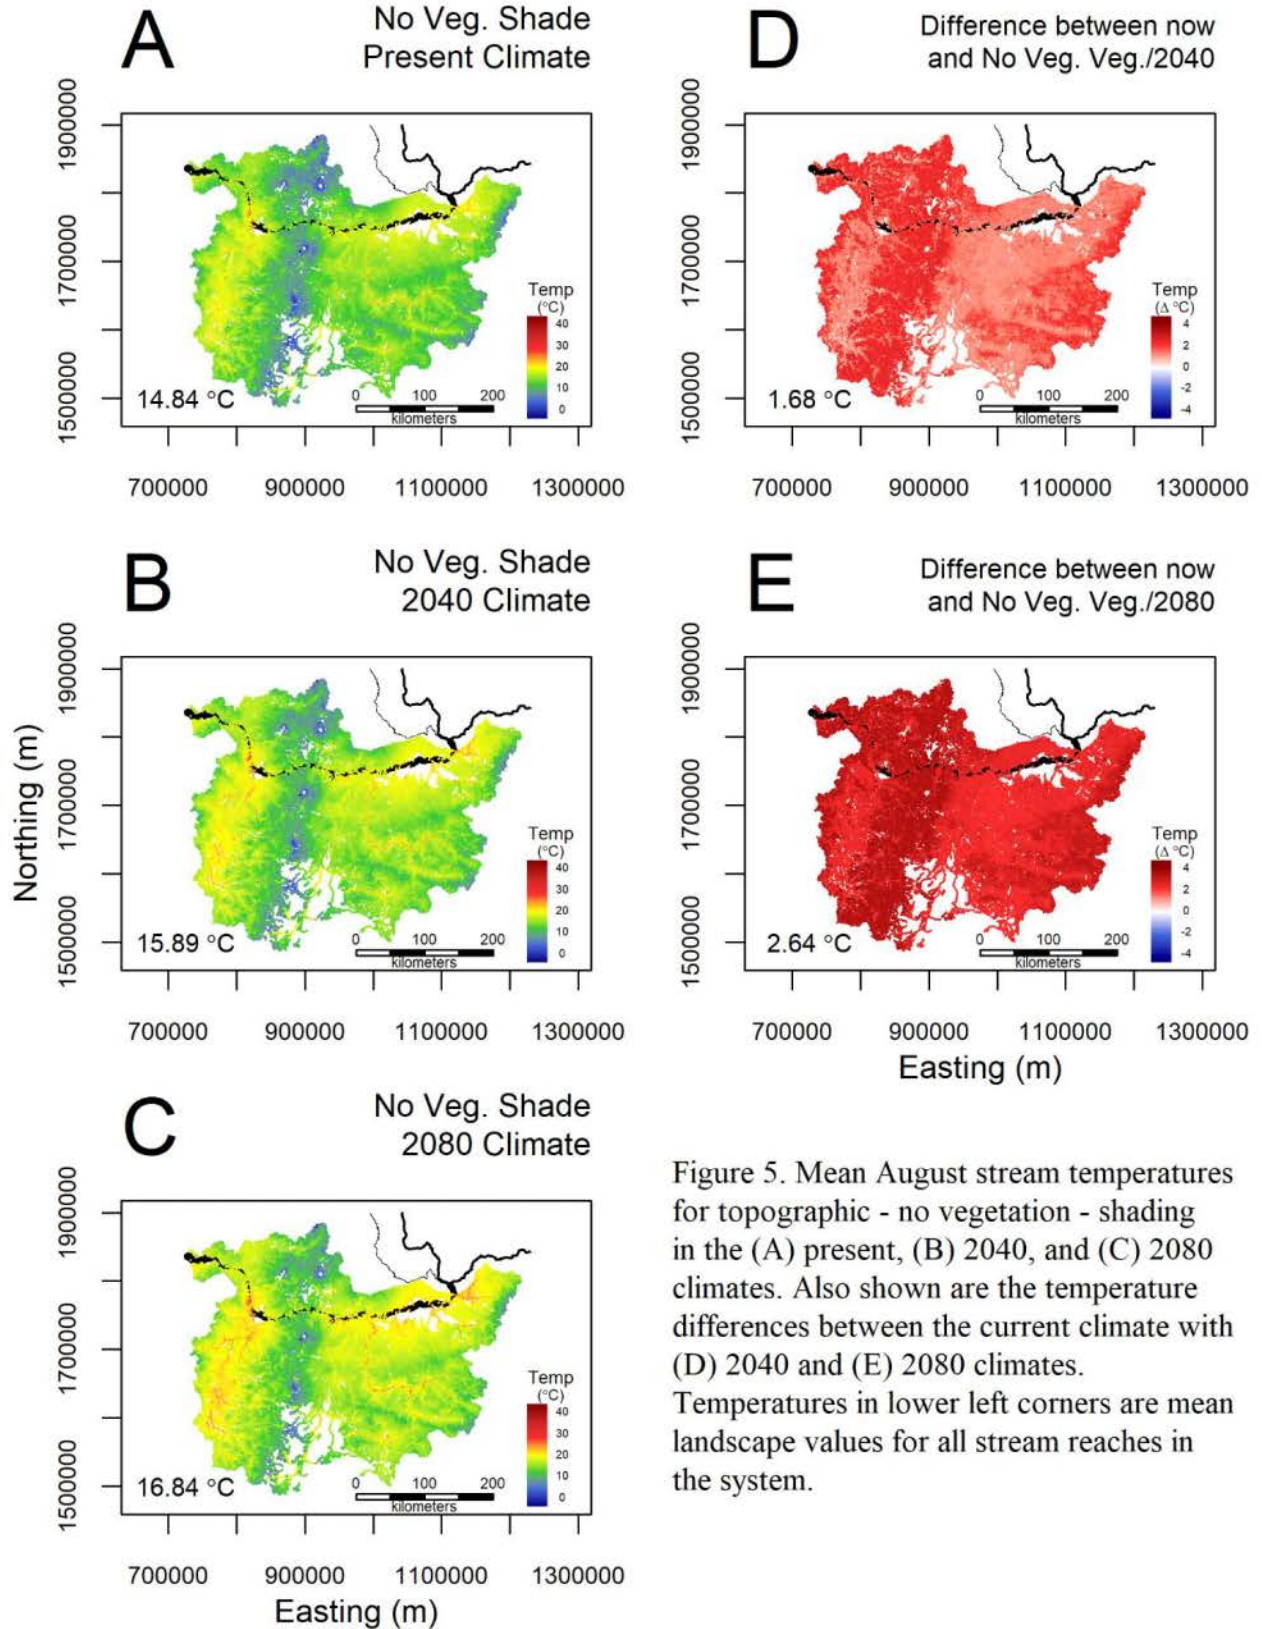 A
No Veg. Shade
Present Climate
1900000
1700000
1500000
Temp
(°C)
40
30
20
10
0
14.84 °C
0 100 200
kilometers
700000 900000 1100000 1300000
D
Difference between now
and No Veg. Veg./2040
1900000
1700000
1500000
Temp
(Δ °C)
4
2
0
-2
-4
1.68 °C
0 100 200
kilometers
700000 900000 1100000 1300000
B
No Veg. Shade
2040 Climate
Northing (m)
1900000
1700000
1500000
Temp
(°C)
40
30
20
10
0
15.89 °C
0 100 200
kilometers
700000 900000 1100000 1300000
E
Difference between now
and No Veg. Veg./2080
1900000
1700000
1500000
Temp
(Δ °C)
4
2
0
-2
-4
2.64 °C
0 100 200
kilometers
700000 900000 1100000 1300000
Easting (m)
C
No Veg. Shade
2080 Climate
1900000
1700000
1500000
Temp
(°C)
40
30
20
10
0
16.84 °C
0 100 200
kilometers
700000 900000 1100000 1300000
Easting (m)
Figure 5. Mean August stream temperatures
for topographic - no vegetation - shading
in the (A) present, (B) 2040, and (C) 2080
climates. Also shown are the temperature
differences between the current climate with
(D) 2040 and (E) 2080 climates.
Temperatures in lower left corners are mean
landscape values for all stream reaches in
the system.